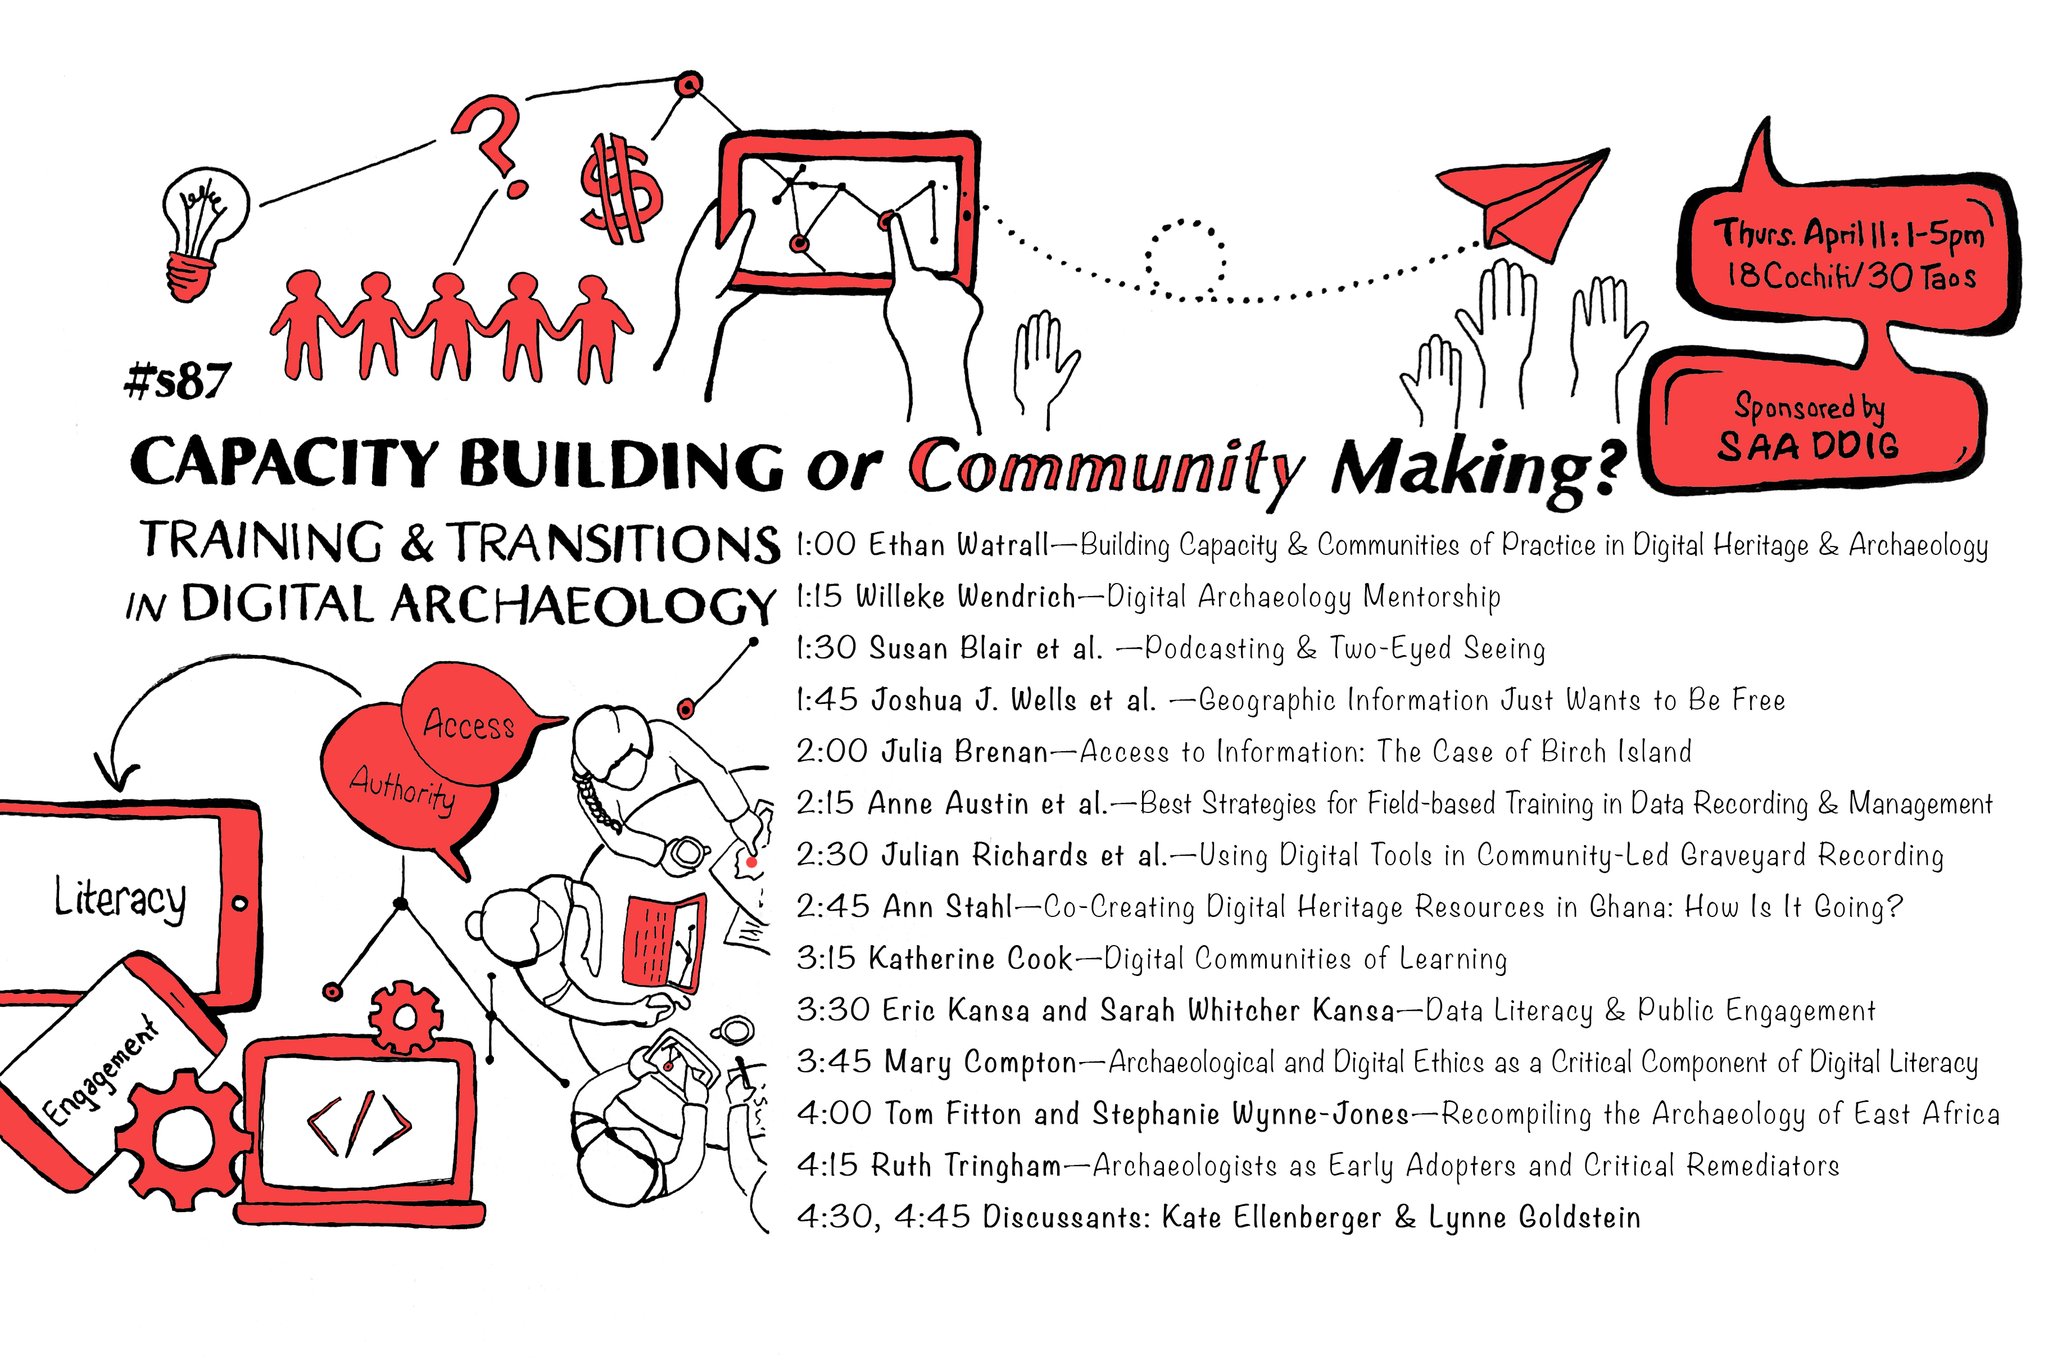 Thurs. April 11: 1-5pm
18 Cochiti/30 Taos
Sponsored by
SAA DDIG
$
?
#s87
CAPACITY BUILDING or Community Making?
TRAINING & TRANSITIONS
IN DIGITAL ARCHAEOLOGY
1:00 Ethan Watrall—Building Capacity & Communities of Practice in Digital Heritage & Archaeology
1:15 Willeke Wendrich—Digital Archaeology Mentorship
1:30 Susan Blair et al. —Podcasting & Two-Eyed Seeing
1:45 Joshua J. Wells et al. —Geographic Information Just Wants to Be Free
2:00 Julia Brenan—Access to Information: The Case of Birch Island
2:15 Anne Austin et al.—Best Strategies for Field-based Training in Data Recording & Management
2:30 Julian Richards et al.—Using Digital Tools in Community-Led Graveyard Recording
2:45 Ann Stahl—Co-Creating Digital Heritage Resources in Ghana: How Is It Going?
3:15 Katherine Cook—Digital Communities of Learning
3:30 Eric Kansa and Sarah Whitcher Kansa—Data Literacy & Public Engagement
3:45 Mary Compton—Archaeological and Digital Ethics as a Critical Component of Digital Literacy
4:00 Tom Fitton and Stephanie Wynne-Jones—Recompiling the Archaeology of East Africa
4:15 Ruth Tringham—Archaeologists as Early Adopters and Critical Remediators
4:30, 4:45 Discussants: Kate Ellenberger & Lynne Goldstein
Access
Authority
Literacy
Engagement
</>